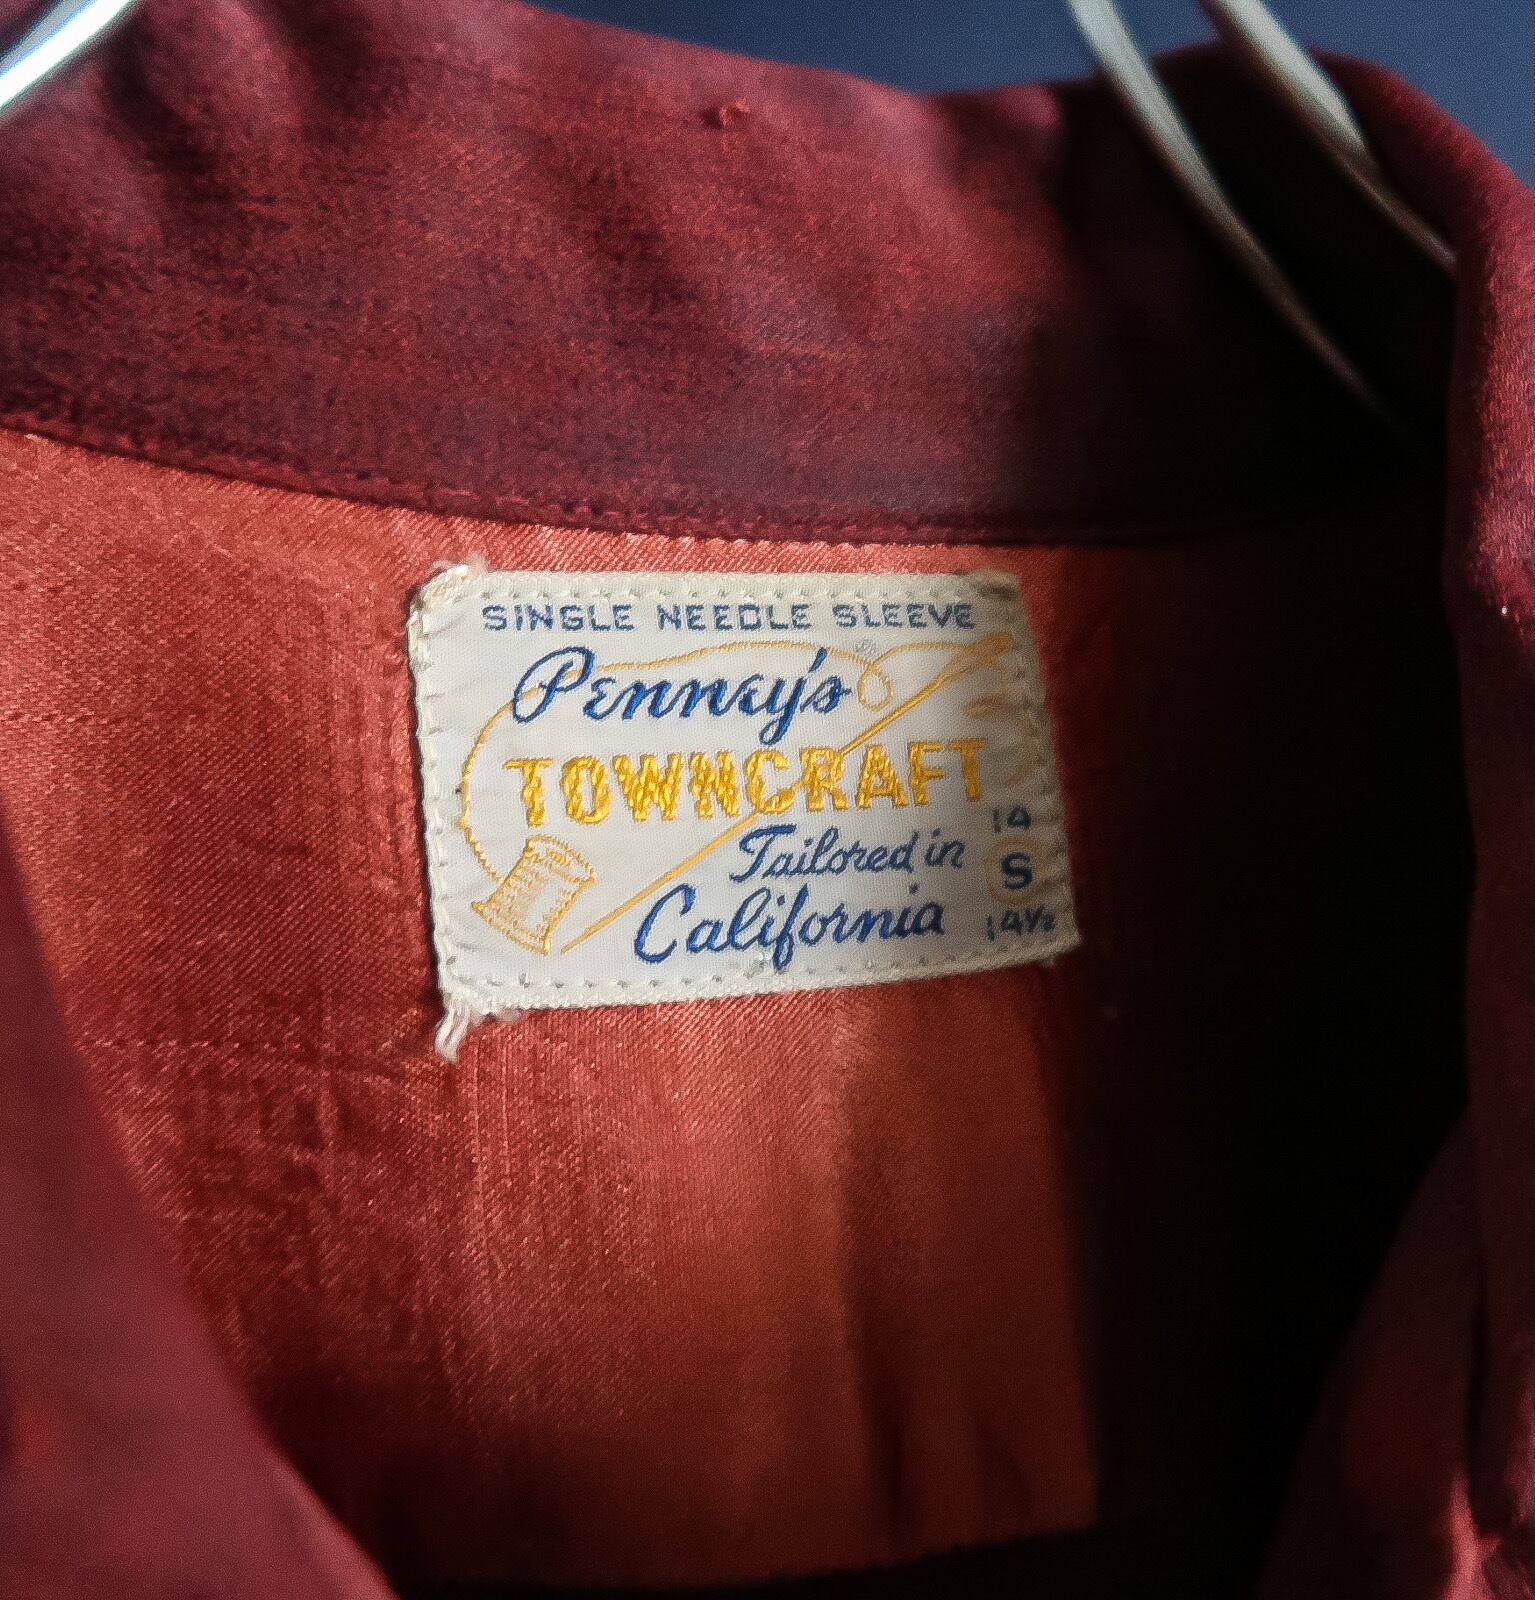 SINGLE NEEDLE SLEEVE
Penney's
TOWNCRAFT
Tailored in
California
14
S
14½